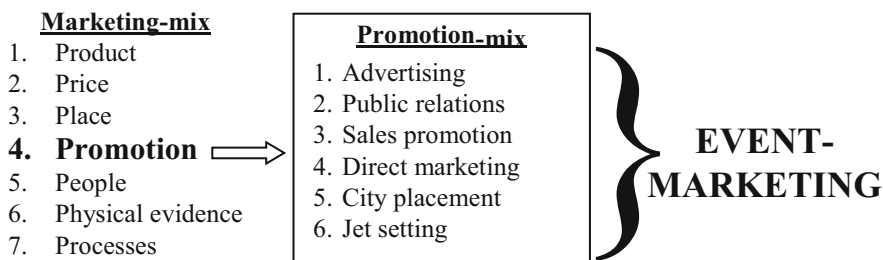 Marketing-mix
1. Product
2. Price
3. Place
4. Promotion
5. People
6. Physical evidence
7. Processes
Promotion-mix
1. Advertising
2. Public relations
3. Sales promotion
4. Direct marketing
5. City placement
6. Jet setting
EVENT-
MARKETING